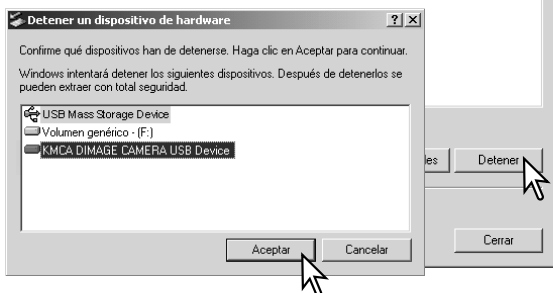 Detener un dispositivo de hardware
Confirme qué dispositivos han de detenerse. Haga clic en Aceptar para continuar.
Windows intentará detener los siguientes dispositivos. Después de detenerlos se
pueden extraer con total seguridad.
USB Mass Storage Device
Volumen genérico - (F:)
KMCA DIMAGE CAMERA USB Device
Aceptar
Cancelar
Detener
Cerrar